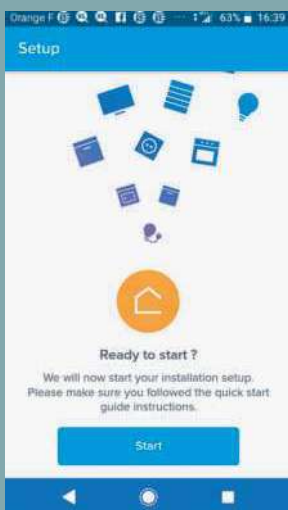 Orange F 63% 16:39
Setup
Ready to start ?
We will now start your installation setup.
Please make sure you followed the quick start
guide instructions.
Start